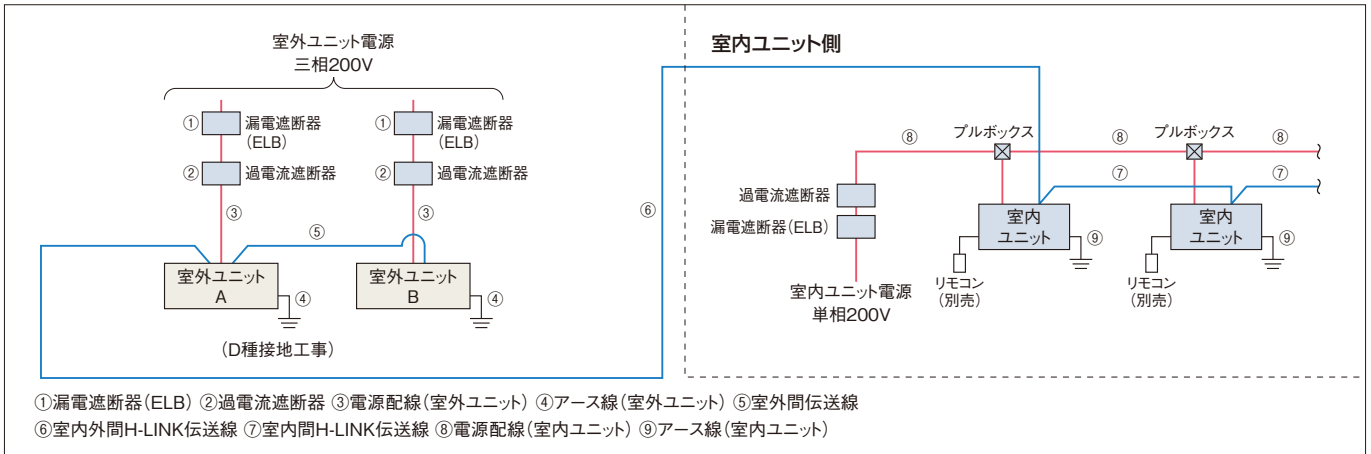 室外ユニット電源
三相200V
① 漏電遮断器
(ELB)
① 漏電遮断器
(ELB)
② 過電流遮断器
② 過電流遮断器
③
③
⑤
室外ユニット
A
④
室外ユニット
B
④
(D種接地工事)
⑥
室内ユニット側
⑧
プルボックス
⑧
プルボックス
⑧
過電流遮断器
漏電遮断器(ELB)
⑦
⑦
室内
ユニット
⑨
室内
ユニット
⑨
リモコン
(別売)
リモコン
(別売)
室内ユニット電源
単相200V
①漏電遮断器(ELB) ②過電流遮断器 ③電源配線(室外ユニット) ④アース線(室外ユニット) ⑤室外間伝送線
⑥室内外間H-LINK伝送線 ⑦室内間H-LINK伝送線 ⑧電源配線(室内ユニット) ⑨アース線(室内ユニット)